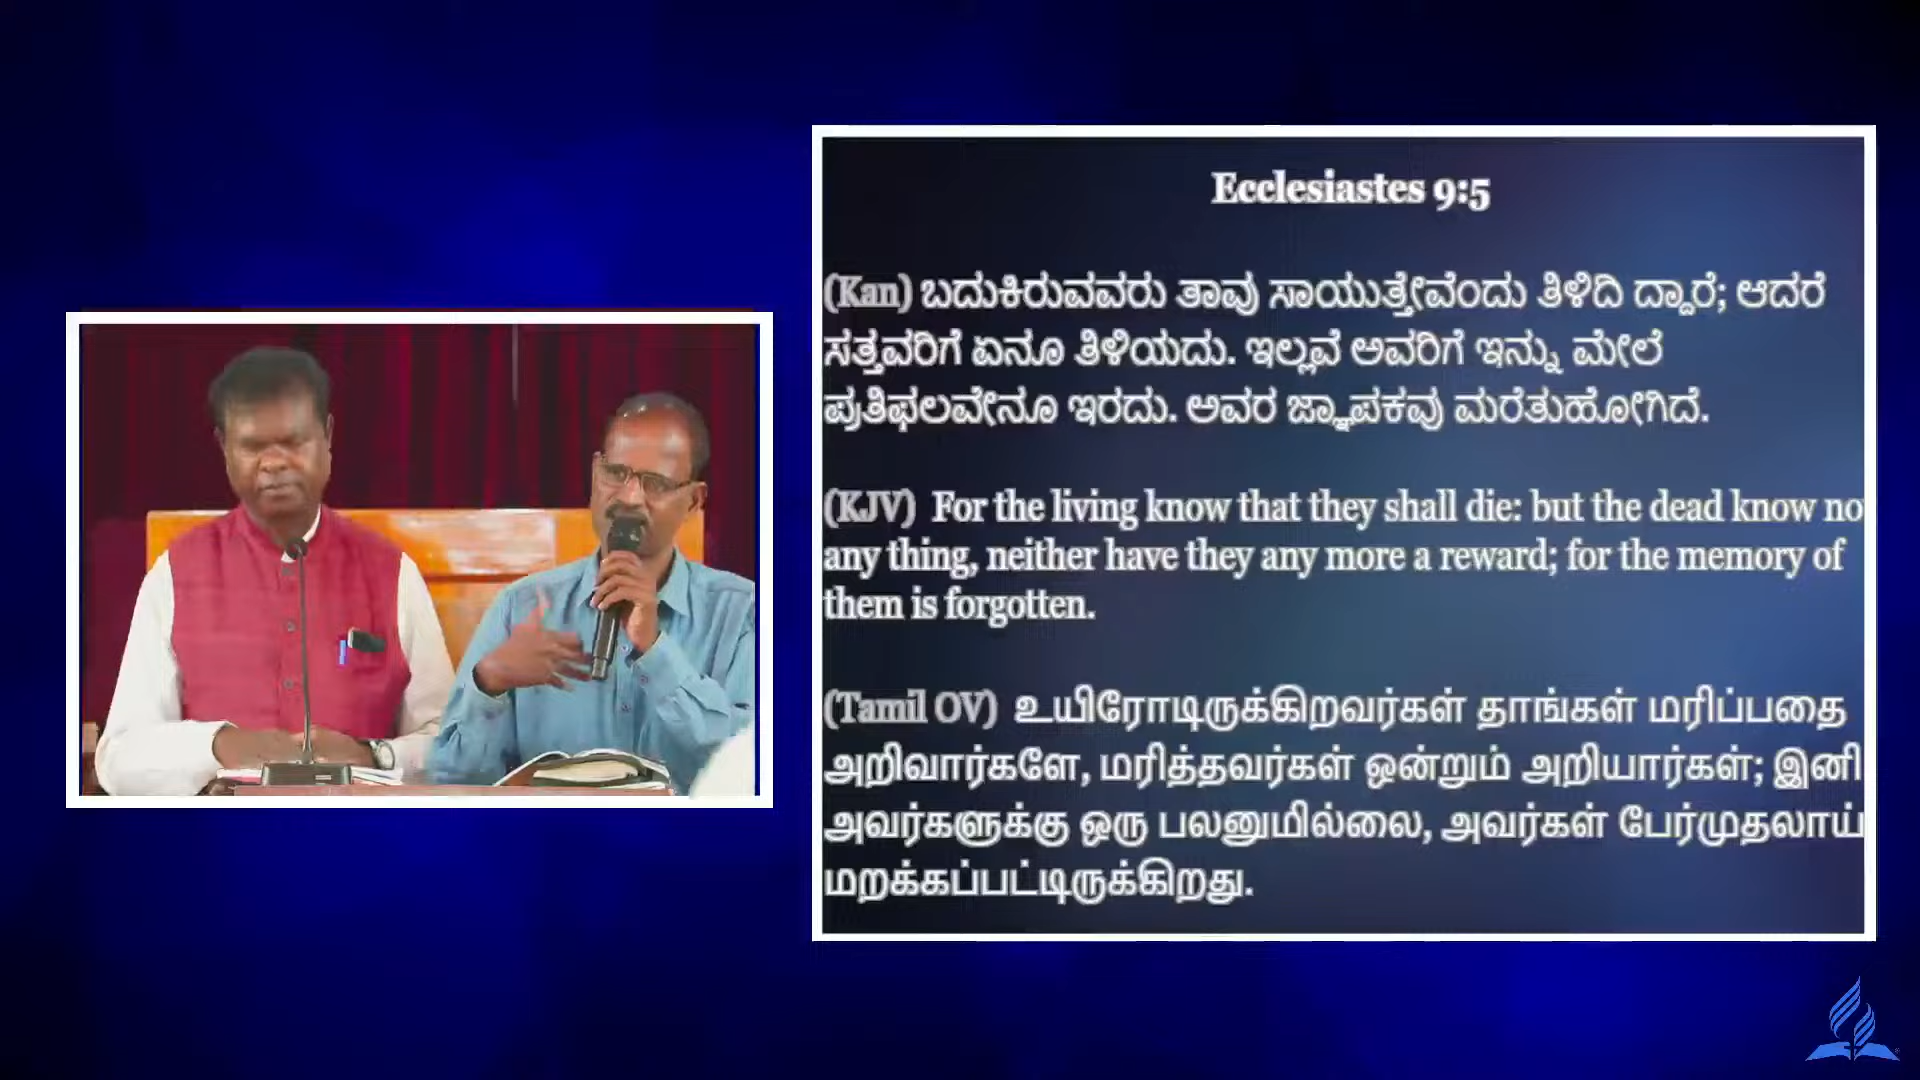 Ecclesiastes 9:5
(Kan) ಬದುಕಿರುವವರು ತಾವು ಸಾಯುತ್ತೇವೆಂದು ತಿಳಿದಿ ದ್ದಾರೆ; ಆದರೆ
ಸತ್ತವರಿಗೆ ಏನೂ ತಿಳಿಯದು. ಇಲ್ಲವೆ ಅವರಿಗೆ ಇನ್ನು ಮೇಲೆ
ಪ್ರತಿಫಲವೇನೂ ಇರದು. ಅವರ ಜ್ಞಾಪಕವು ಮರೆತುಹೋಗಿದೆ.
(KJV) For the living know that they shall die: but the dead know no
any thing, neither have they any more a reward; for the memory of
them is forgotten.
(Tamil OV) உயிரோடிருக்கிறவர்கள் தாங்கள் மரிப்பதை
அறிவார்களே, மரித்தவர்கள் ஒன்றும் அறியார்கள்; இனி
அவர்களுக்கு ஒரு பலனுமில்லை, அவர்கள் பேர்முதலாய்
மறக்கப்பட்டிருக்கிறது.